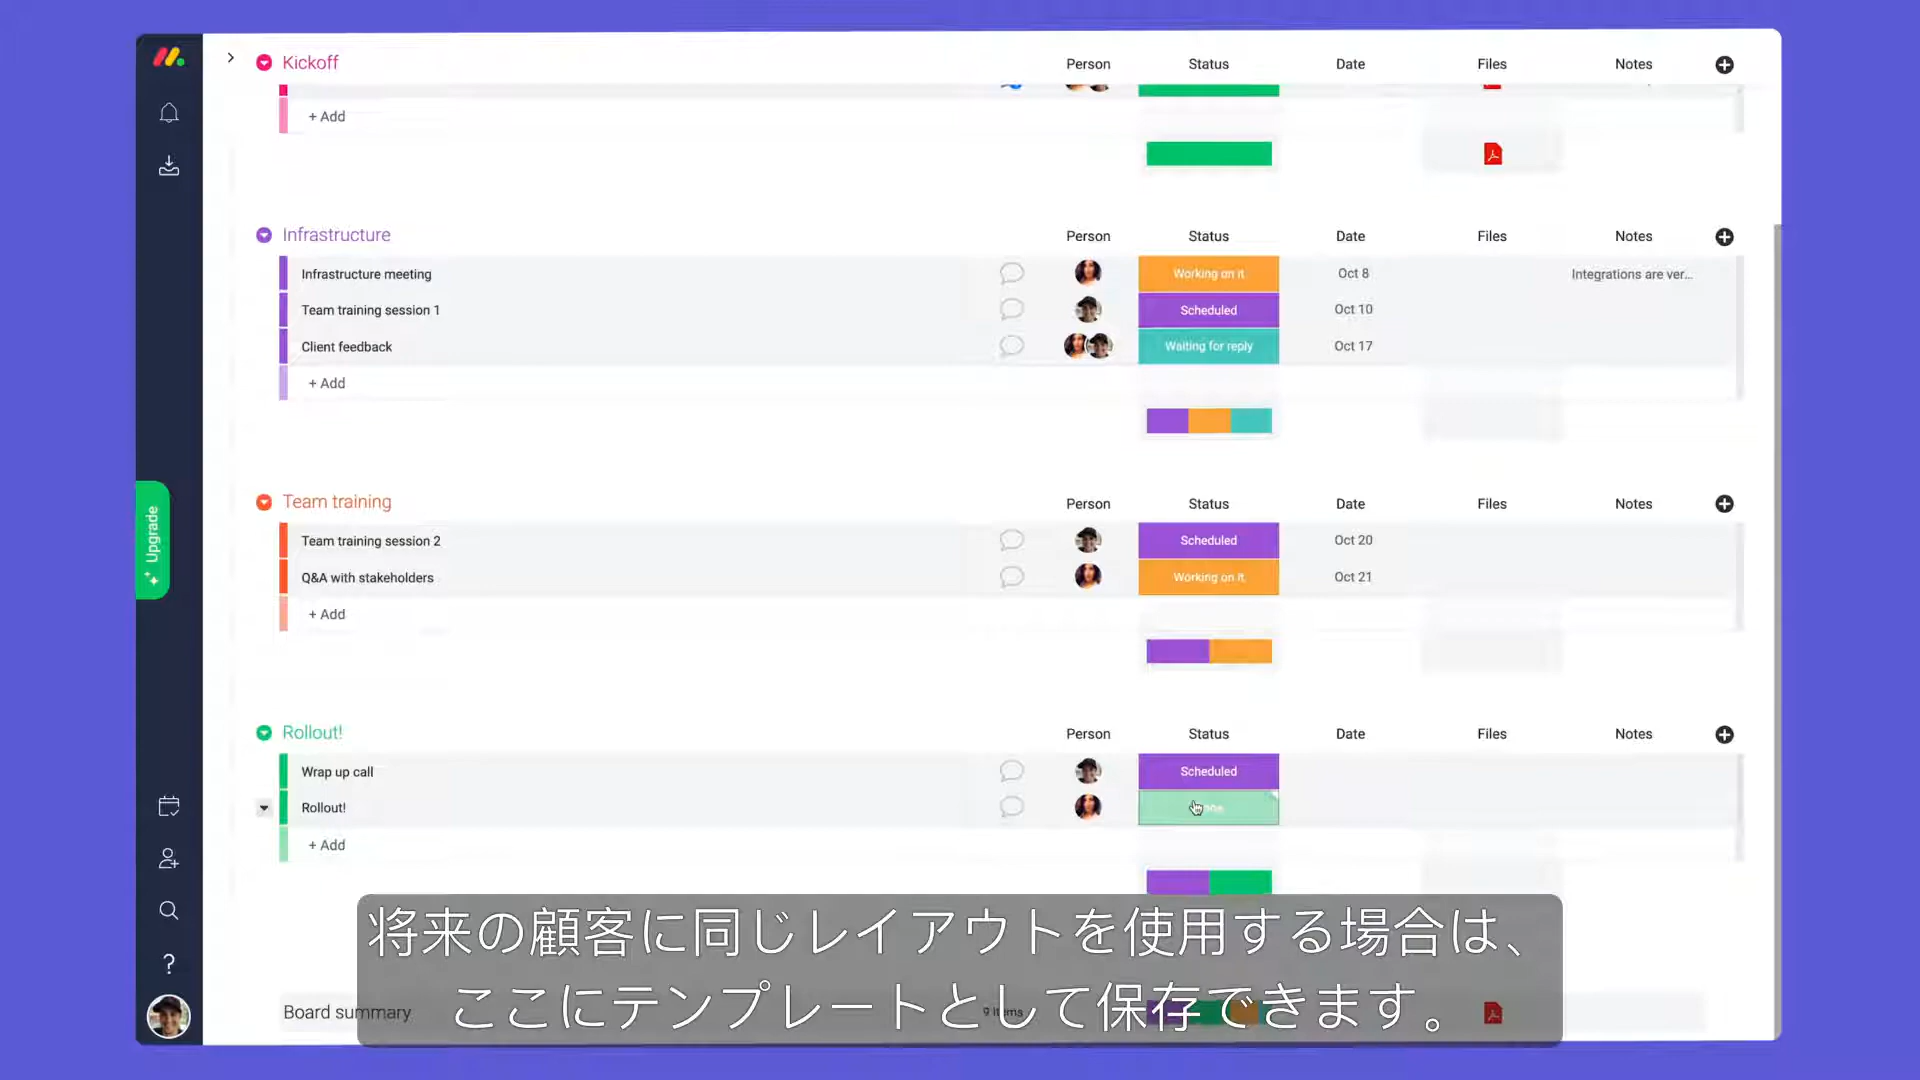 Kickoff Person Status Date Files Notes
+ Add
Infrastructure Person Status Date Files Notes
Infrastructure meeting Working on it Oct 8 Integrations are ver...
Team training session 1 Scheduled Oct 10
Client feedback Waiting for reply Oct 17
+ Add
Team training Person Status Date Files Notes
Upgrade
Team training session 2 Scheduled Oct 20
Q&A with stakeholders Working on it Oct 21
+ Add
Rollout! Person Status Date Files Notes
Wrap up call Scheduled
Rollout!
+ Add
将来の顧客に同じレイアウトを使用する場合は、
ここにテンプレートとして保存できます。
Board summary 9 Items